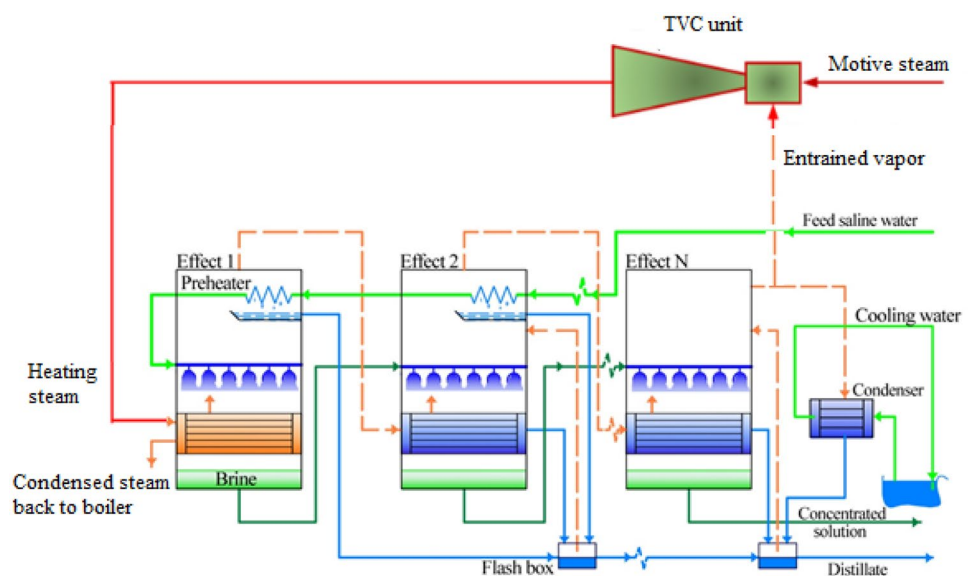 TVC unit
Motive steam
Entrained vapor
Feed saline water
Effect 1
Effect 2
Effect N
Preheater
Cooling water
Heating
steam
Condenser
Condensed steam
back to boiler
Brine
Concentrated
solution
Flash box
Distillate